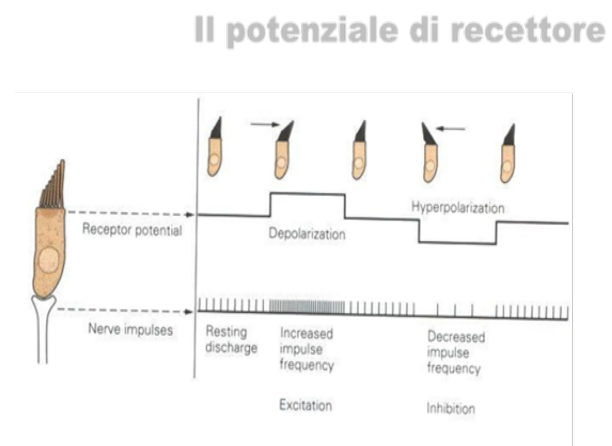 Il potenziale di recettore
Hyperpolarization
Receptor potential
Depolarization
Nerve impulses
Resting
discharge
Increased
impulse
frequency
Decreased
impulse
frequency
Excitation
Inhibition